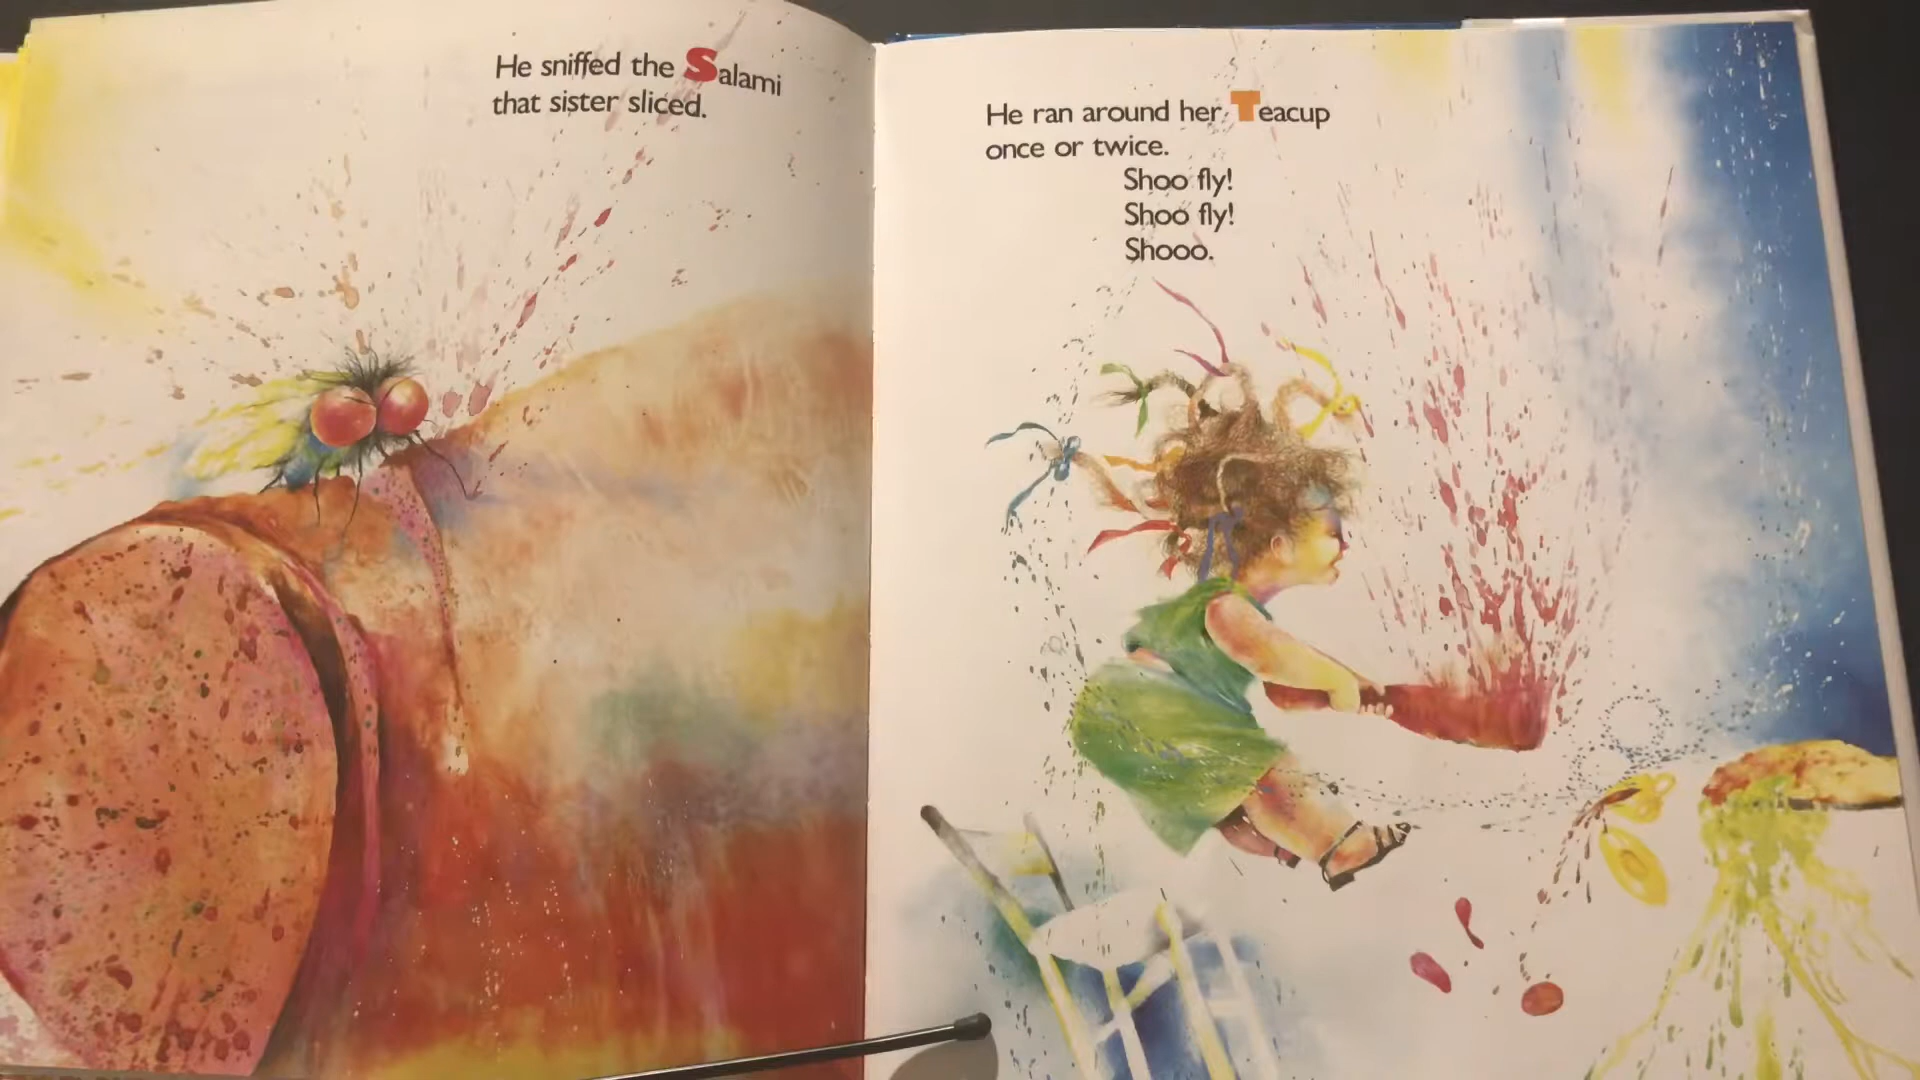 He sniffed the Salami
that sister sliced.
He ran around her Teacup
once or twice.
Shoo fly!
Shoo fly!
Shooo.